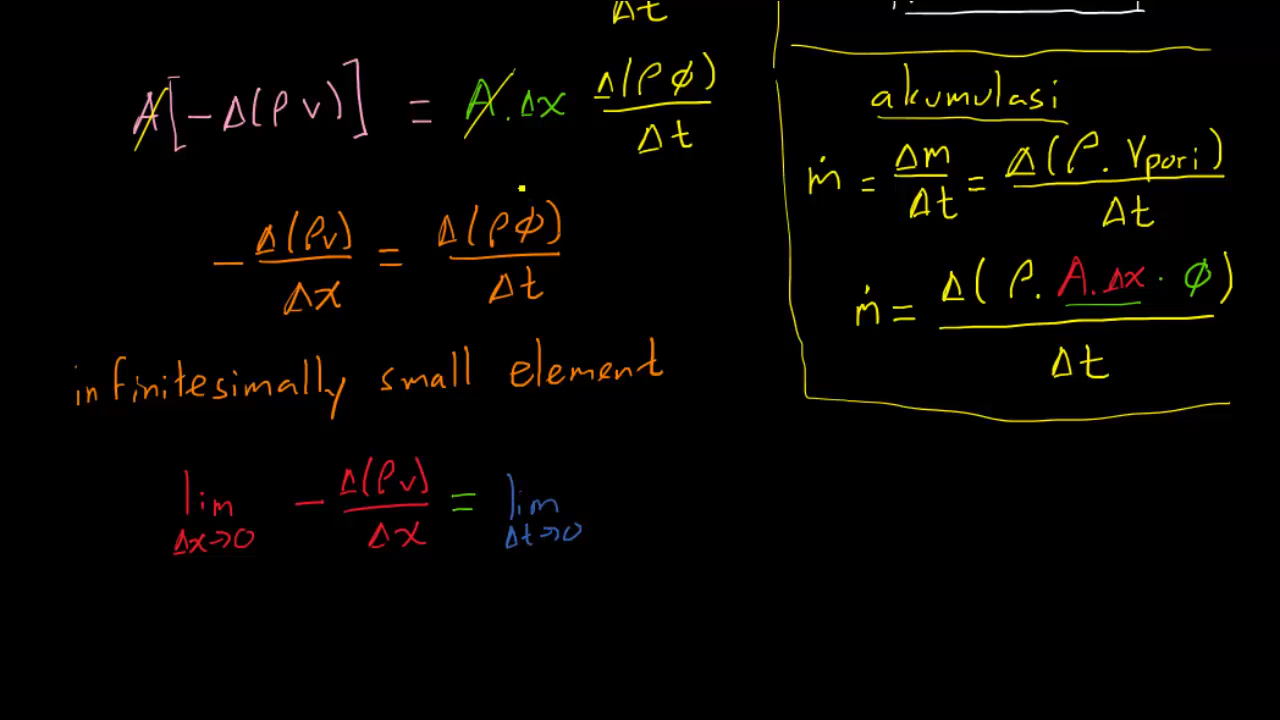 Δt
A[-Δ(ρv)] = A.Δx Δ(ρϕ)/Δt
-Δ(ρv)/Δx = Δ(ρϕ)/Δt
infinitesimally small element
lim Δx→0 -Δ(ρv)/Δx = lim Δt→0
akumulasi
ṁ = Δm/Δt = Δ(ρ.Vpori)/Δt
ṁ = Δ(ρ.A.Δx.ϕ)/Δt